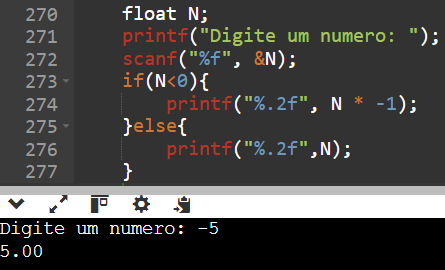 270 float N;
271 printf("Digite um numero: ");
272 scanf("%f", &N);
273 if(N<0){
274 printf("%.2f", N * -1);
275 }else{
276 printf("%.2f",N);
277 }
Digite um numero: -5
5.00